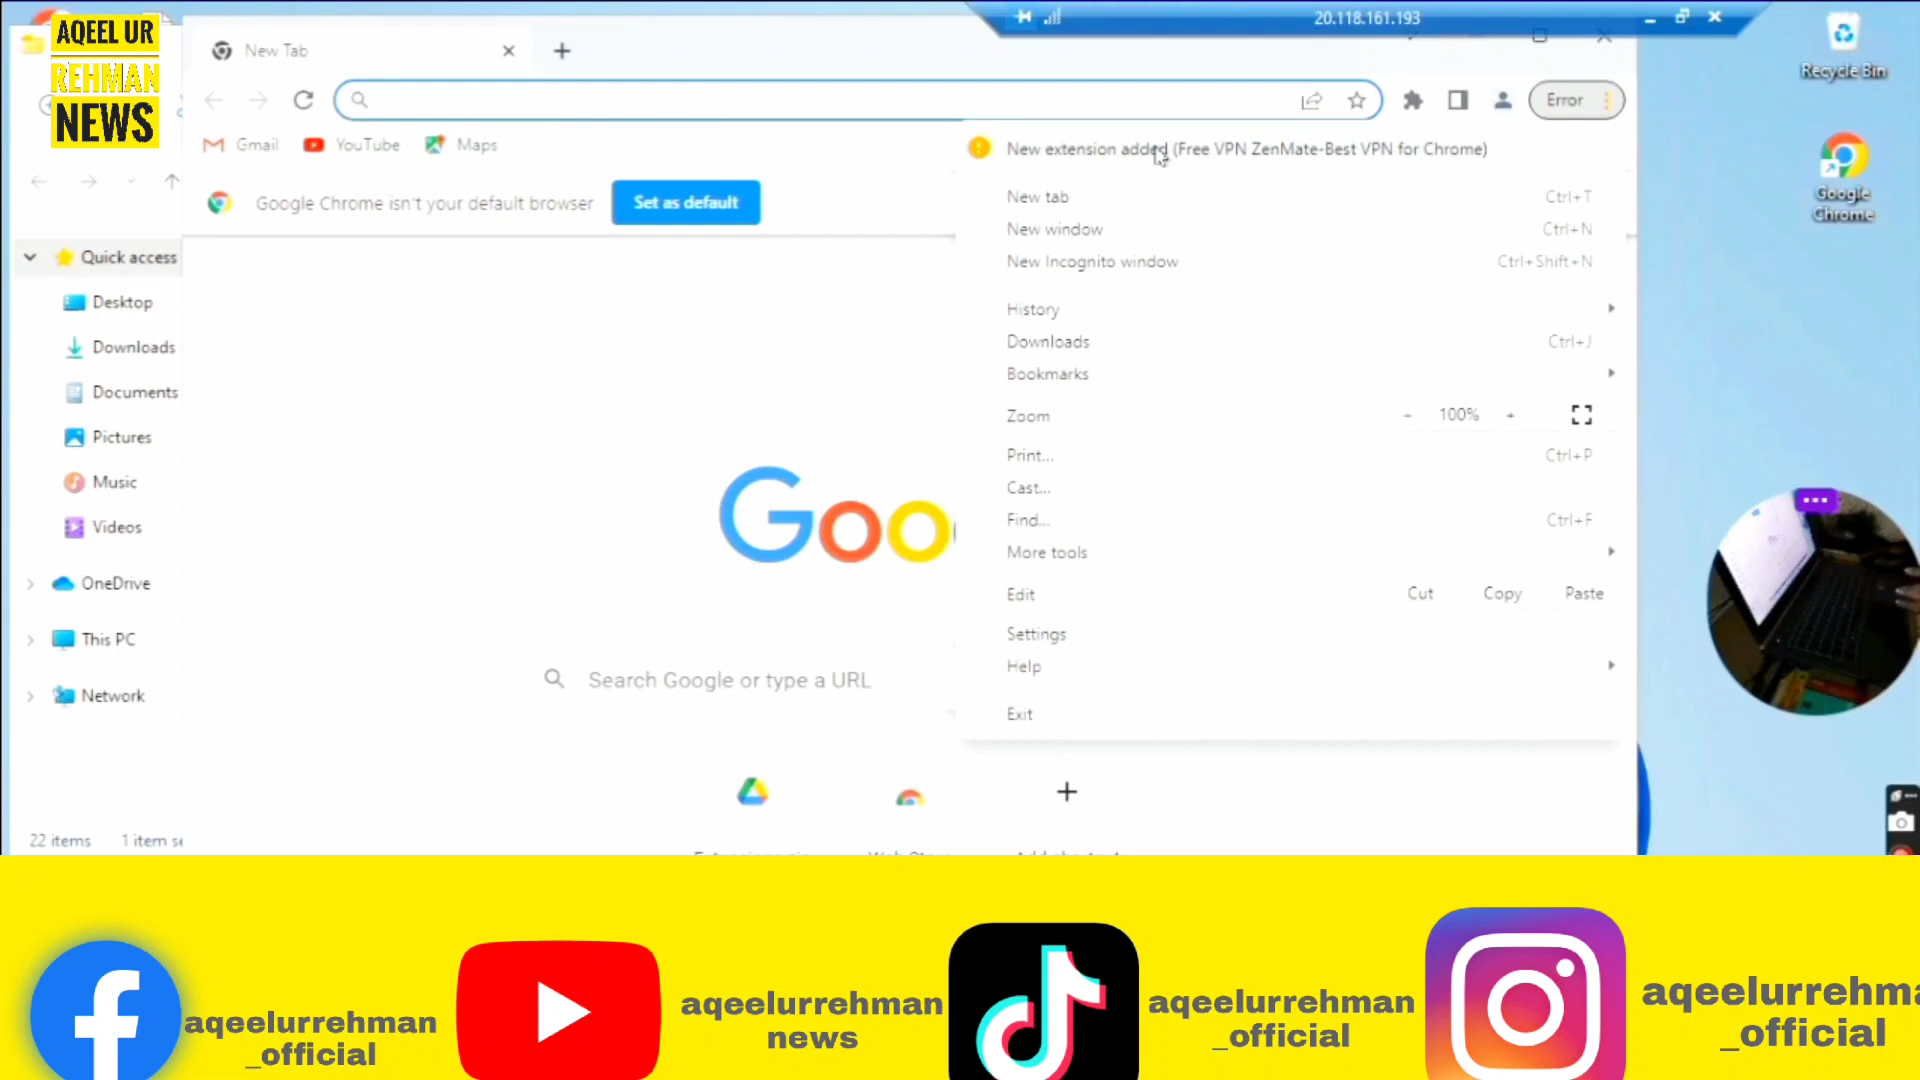 AQEEL UR
REHMAN
NEWS
20.118.161.193
New Tab
Error
Gmail
YouTube
Maps
Google Chrome isn't your default browser
Set as default
New extension added (Free VPN ZenMate-Best VPN for Chrome)
New tab Ctrl+T
New window Ctrl+N
New Incognito window Ctrl+Shift+N
History
Downloads Ctrl+J
Bookmarks
Zoom - 100% +
Print... Ctrl+P
Cast...
Find... Ctrl+F
More tools
Edit Cut Copy Paste
Settings
Help
Exit
Quick access
Desktop
Downloads
Documents
Pictures
Music
Videos
OneDrive
This PC
Network
22 items 1 item
Goo
Search Google or type a URL
Recycle Bin
Google
Chrome
aqeelurrehman
_official
aqeelurrehman
news
aqeelurrehman
_official
aqeelurrehma
_official